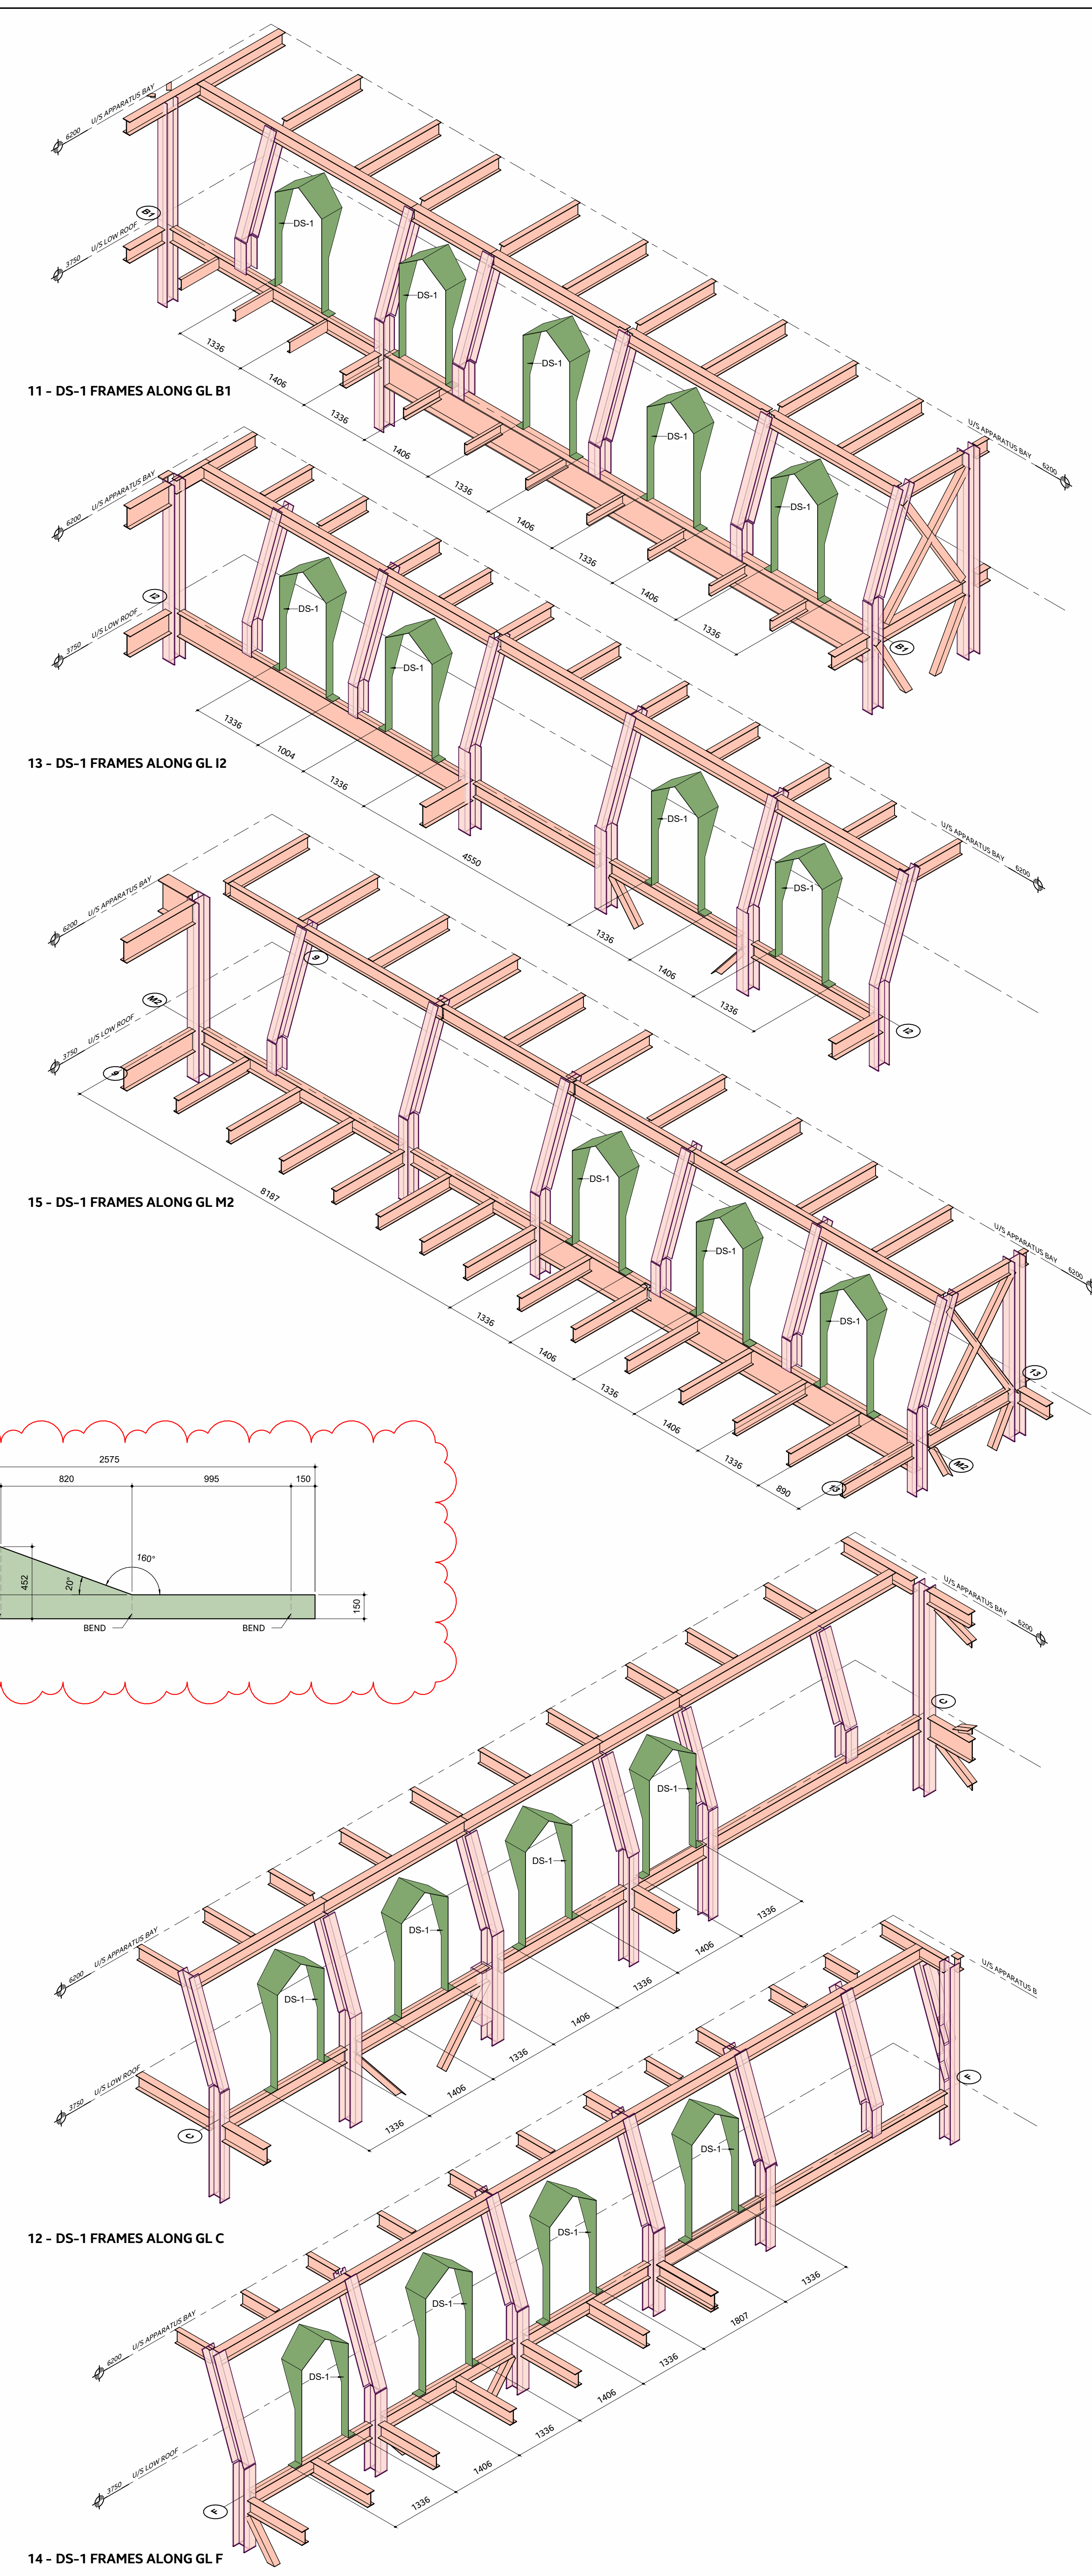 6200 U/S APPARATUS BAY
B1
3750 U/S LOW ROOF
DS-1
DS-1
DS-1
DS-1
DS-1
1336
1406
1336
1406
1336
1406
1336
1406
1336
U/S APPARATUS BAY 6200
B1
11 - DS-1 FRAMES ALONG GL B1
6200 U/S APPARATUS BAY
I2
3750 U/S LOW ROOF
DS-1
DS-1
DS-1
DS-1
1336
1004
1336
4550
1336
1406
1336
U/S APPARATUS BAY 6200
I2
13 - DS-1 FRAMES ALONG GL I2
6200 U/S APPARATUS BAY
9
M2
3750 U/S LOW ROOF
9
DS-1
DS-1
DS-1
8187
1336
1406
1336
1406
1336
890
U/S APPARATUS BAY 6200
13
M2
13
15 - DS-1 FRAMES ALONG GL M2
2575
820
995
150
452
20°
160°
150
BEND
BEND
U/S APPARATUS BAY 6200
C
DS-1
DS-1
DS-1
DS-1
1336
1406
1336
1406
1336
1406
1336
6200 U/S APPARATUS BAY
3750 U/S LOW ROOF
C
12 - DS-1 FRAMES ALONG GL C
U/S APPARATUS B
F
DS-1
DS-1
DS-1
DS-1
1336
1807
1336
1406
1336
1406
1336
6200 U/S APPARATUS BAY
3750 U/S LOW ROOF
F
14 - DS-1 FRAMES ALONG GL F